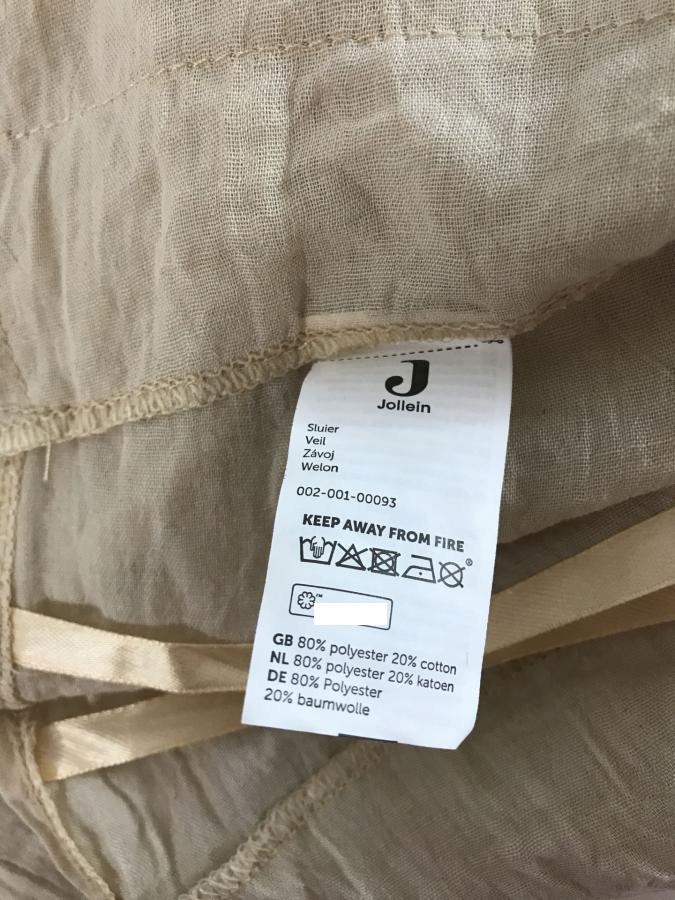 J
Jollein
Sluier
Veil
Závoj
Welon
002-001-00093
KEEP AWAY FROM FIRE
®
™
GB 80% polyester 20% cotton
NL 80% polyester 20% katoen
DE 80% Polyester
20% baumwolle